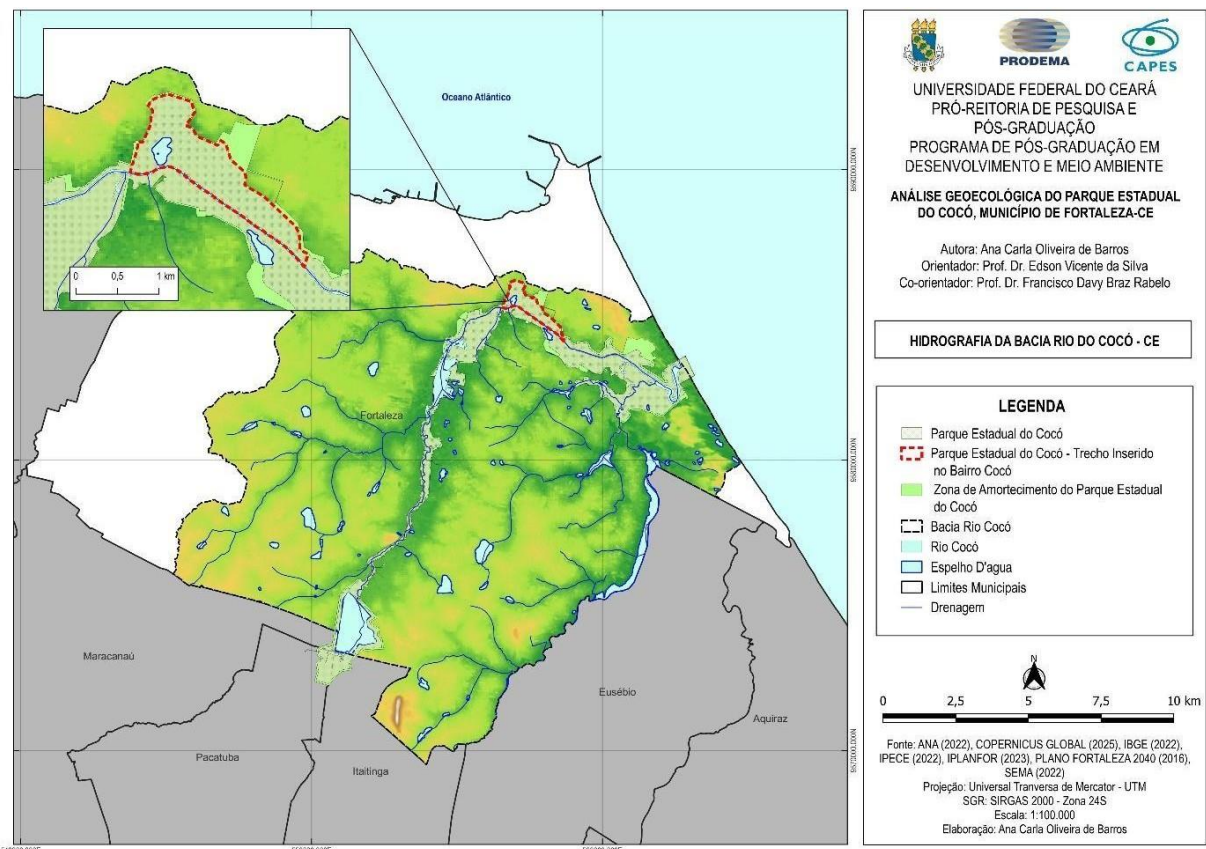 Oceano Atlântico
Fortaleza
Maracanaú
Pacatuba
Itaitinga
Eusébio
Aquiraz
0 0,5 1 km
9590000.000N
9580000.000N
9570000.000N
PRODEMA
CAPES
UNIVERSIDADE FEDERAL DO CEARÁ
PRÓ-REITORIA DE PESQUISA E
PÓS-GRADUAÇÃO
PROGRAMA DE PÓS-GRADUAÇÃO EM
DESENVOLVIMENTO E MEIO AMBIENTE
ANÁLISE GEOECOLÓGICA DO PARQUE ESTADUAL
DO COCÓ, MUNICÍPIO DE FORTALEZA-CE
Autora: Ana Carla Oliveira de Barros
Orientador: Prof. Dr. Edson Vicente da Silva
Co-orientador: Prof. Dr. Francisco Davy Braz Rabelo
HIDROGRAFIA DA BACIA RIO DO COCÓ - CE
LEGENDA
Parque Estadual do Cocó
Parque Estadual do Cocó - Trecho Inserido
no Bairro Cocó
Zona de Amortecimento do Parque Estadual
do Cocó
Bacia Rio Cocó
Rio Cocó
Espelho D'agua
Limites Municipais
Drenagem
N
0 2,5 5 7,5 10 km
Fonte: ANA (2022), COPERNICUS GLOBAL (2025), IBGE (2022),
IPECE (2022), IPLANFOR (2023), PLANO FORTALEZA 2040 (2016),
SEMA (2022)
Projeção: Universal Tranversa de Mercator - UTM
SGR: SIRGAS 2000 - Zona 24S
Escala: 1:100.000
Elaboração: Ana Carla Oliveira de Barros